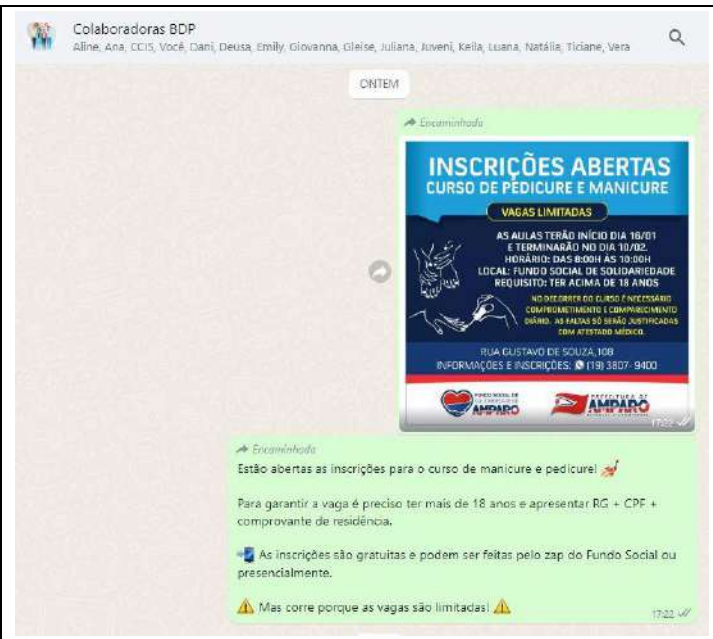 Colaboradoras BDP
Aline, Ana, CCI5, Você, Dani, Deusa, Emily, Giovanna, Gleise, Juliana, Juveni, Keila, Luana, Natália, Ticiane, Vera
ONTEM
Encaminhada
INSCRIÇÕES ABERTAS
CURSO DE PEDICURE E MANICURE
VAGAS LIMITADAS
AS AULAS TERÃO INÍCIO DIA 16/01
E TERMINARÃO NO DIA 10/02.
HORÁRIO: DAS 8:00H ÀS 10:00H
LOCAL: FUNDO SOCIAL DE SOLIDARIEDADE
REQUISITO: TER ACIMA DE 18 ANOS
NO DECORRER DO CURSO É NECESSÁRIO
COMPROMETIMENTO E COMPARECIMENTO
DIÁRIO. AS FALTAS SÓ SERÃO JUSTIFICADAS
COM ATESTADO MÉDICO.
RUA GUSTAVO DE SOUZA,108
INFORMAÇÕES E INSCRIÇÕES: (19) 3807- 9400
FUNDO SOCIAL DE
AMPARO
PREFEITURA DE
AMPARO
17:22
Encaminhada
Estão abertas as inscrições para o curso de manicure e pedicure! 💅
Para garantir a vaga é preciso ter mais de 18 anos e apresentar RG + CPF +
comprovante de residência.
📲 As inscrições são gratuitas e podem ser feitas pelo zap do Fundo Social ou
presencialmente.
⚠️ Mas corre porque as vagas são limitadas! ⚠️
17:22